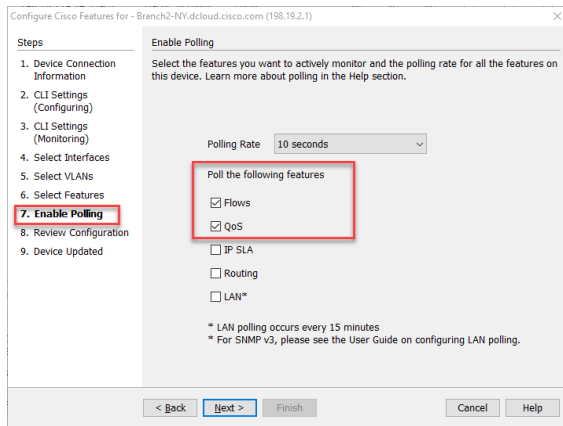 Configure Cisco Features for - Branch2-NY.dcloud.cisco.com (198.19.2.1)
Steps
1. Device Connection
Information
2. CLI Settings
(Configuring)
3. CLI Settings
(Monitoring)
4. Select Interfaces
5. Select VLANs
6. Select Features
7. Enable Polling
8. Review Configuration
9. Device Updated
Enable Polling
Select the features you want to actively monitor and the polling rate for all the features on
this device. Learn more about polling in the Help section.
Polling Rate 10 seconds
Poll the following features
Flows
QoS
IP SLA
Routing
LAN*
* LAN polling occurs every 15 minutes
* For SNMP v3, please see the User Guide on configuring LAN polling.
< Back Next > Finish Cancel Help